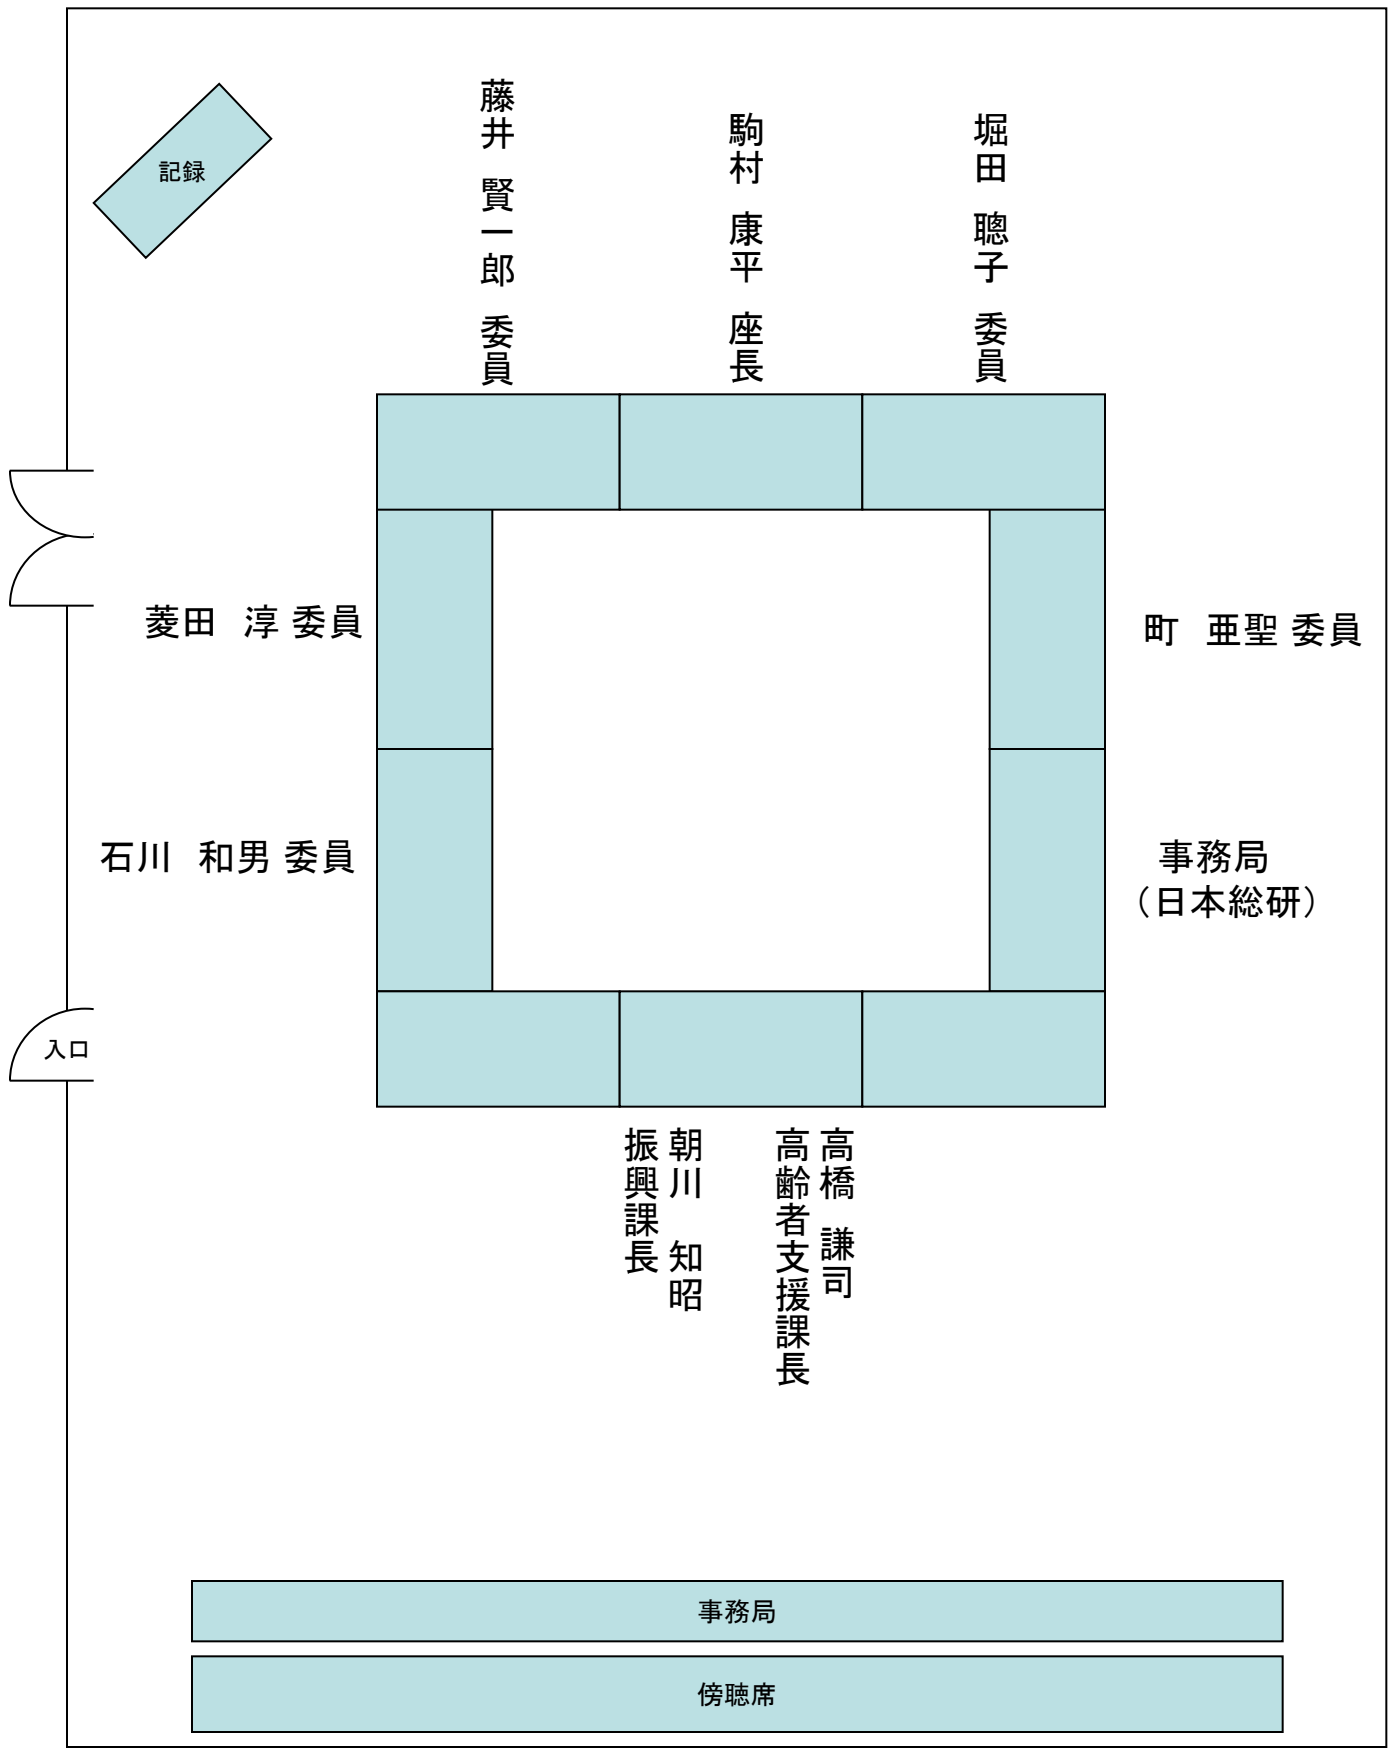 記録
藤井 賢一郎 委員
駒村 康平 座長
堀田 聰子 委員
菱田 淳 委員
町 亜聖 委員
石川 和男 委員
事務局
（日本総研）
入口
高橋 謙司
高齢者支援課長
朝川 知昭
振興課長
事務局
傍聴席